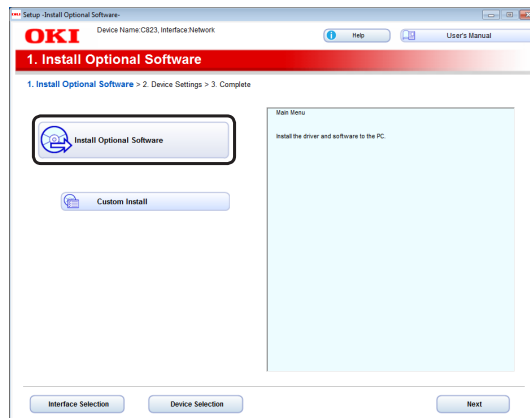 Setup -Install Optional Software-
OKI
Device Name:C823, Interface:Network
Help
User's Manual
1. Install Optional Software
1. Install Optional Software > 2. Device Settings > 3. Complete
Install Optional Software
Custom Install
Main Menu
Install the driver and software to the PC.
Interface Selection
Device Selection
Next